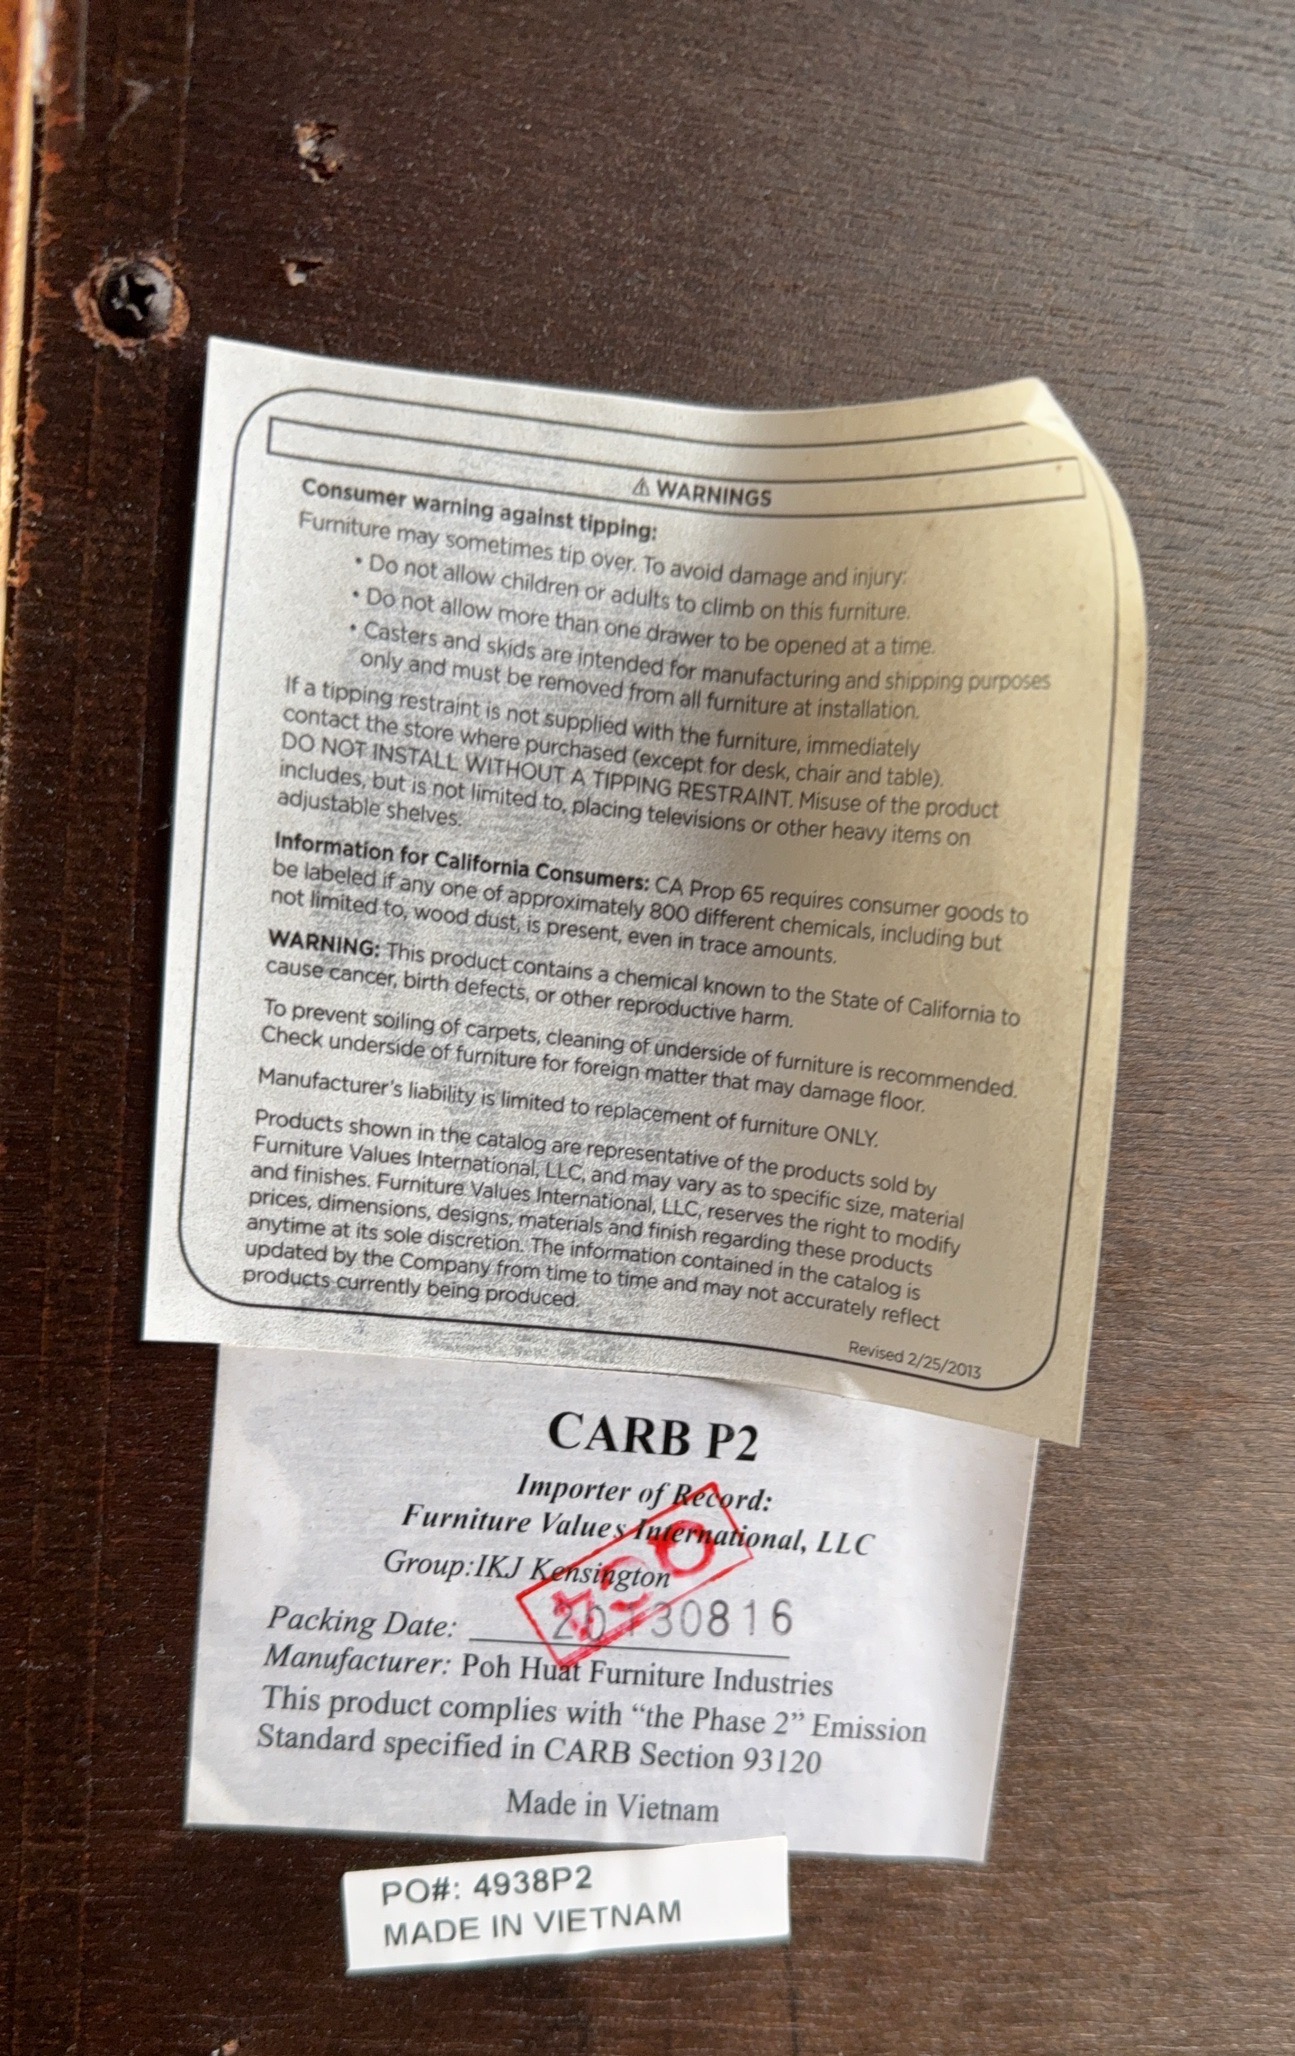 ⚠ WARNINGS
Consumer warning against tipping:
Furniture may sometimes tip over. To avoid damage and injury:
• Do not allow children or adults to climb on this furniture.
• Do not allow more than one drawer to be opened at a time.
• Casters and skids are intended for manufacturing and shipping purposes
only and must be removed from all furniture at installation.
If a tipping restraint is not supplied with the furniture, immediately
contact the store where purchased (except for desk, chair and table).
DO NOT INSTALL WITHOUT A TIPPING RESTRAINT. Misuse of the product
includes, but is not limited to, placing televisions or other heavy items on
adjustable shelves.
Information for California Consumers: CA Prop 65 requires consumer goods to
be labeled if any one of approximately 800 different chemicals, including but
not limited to, wood dust, is present, even in trace amounts.
WARNING: This product contains a chemical known to the State of California to
cause cancer, birth defects, or other reproductive harm.
To prevent soiling of carpets, cleaning of underside of furniture is recommended.
Check underside of furniture for foreign matter that may damage floor.
Manufacturer's liability is limited to replacement of furniture ONLY.
Products shown in the catalog are representative of the products sold by
Furniture Values International, LLC, and may vary as to specific size, material
and finishes. Furniture Values International, LLC, reserves the right to modify
prices, dimensions, designs, materials and finish regarding these products
anytime at its sole discretion. The information contained in the catalog is
updated by the Company from time to time and may not accurately reflect
products currently being produced.
Revised 2/25/2013
CARB P2
Importer of Record:
Furniture Values International, LLC
Group:IKJ Kensington
Packing Date: 20130816
Manufacturer: Poh Huat Furniture Industries
This product complies with “the Phase 2” Emission
Standard specified in CARB Section 93120
Made in Vietnam
PO#: 4938P2
MADE IN VIETNAM